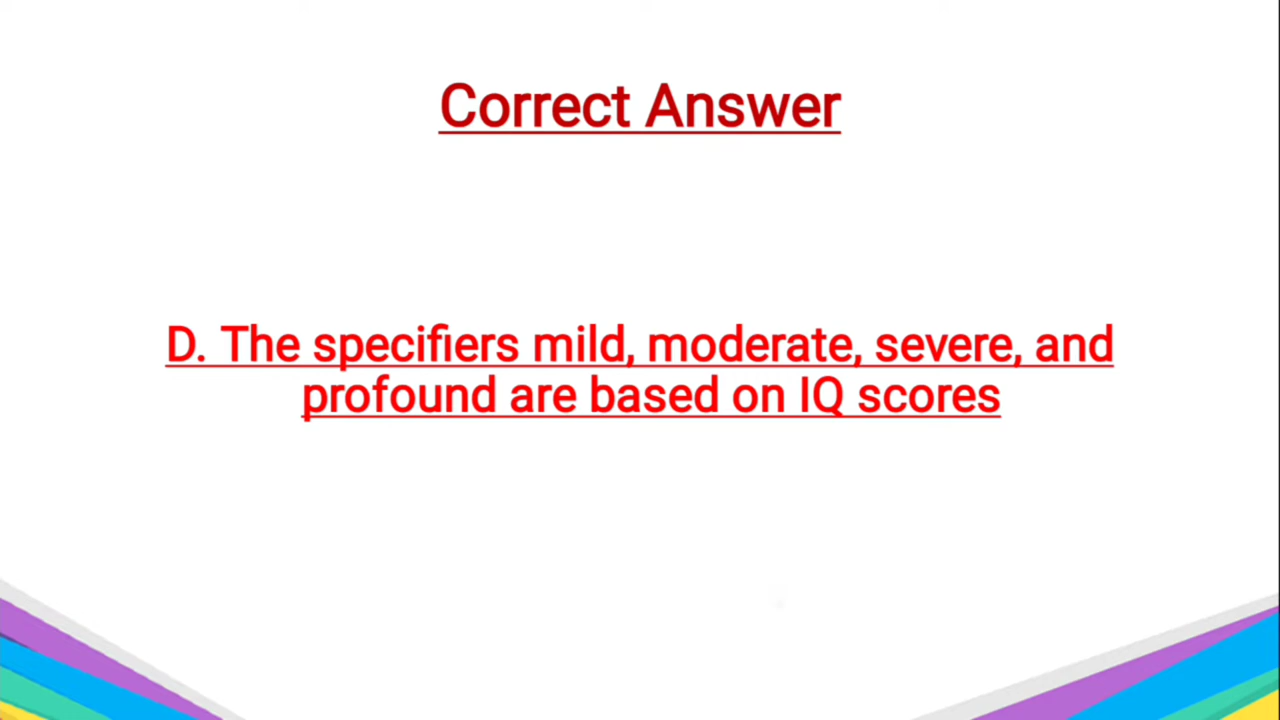 Correct Answer
D. The specifiers mild, moderate, severe, and
profound are based on IQ scores